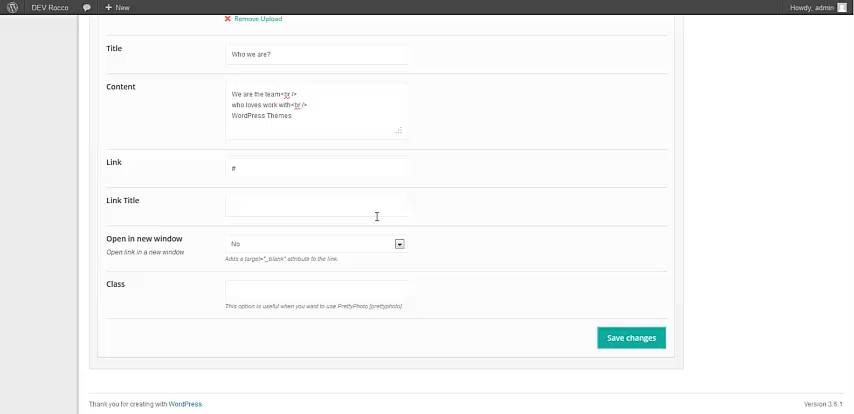 DEV Rocco
+ New
Howdy, admin
Remove Upload
Title
Who we are?
Content
We are the team<br />
who loves work with<br />
WordPress Themes
Link
#
Link Title
Open in new window
Open link in a new window
No
Adds a target="_blank" attribute to the link.
Class
This option is useful when you want to use PrettyPhoto [prettyphoto].
Save changes
Thank you for creating with WordPress.
Version 3.6.1